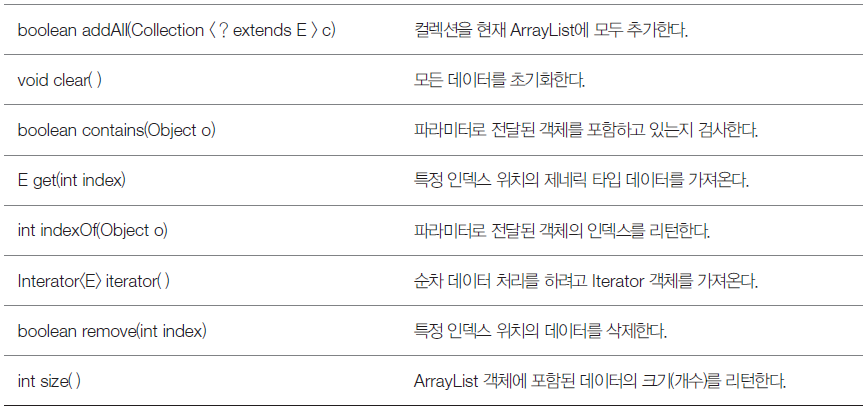 boolean addAll(Collection〈 ? extends E 〉 c) 컬렉션을 현재 ArrayList에 모두 추가한다.
void clear( ) 모든 데이터를 초기화한다.
boolean contains(Object o) 파라미터로 전달된 객체를 포함하고 있는지 검사한다.
E get(int index) 특정 인덱스 위치의 제네릭 타입 데이터를 가져온다.
int indexOf(Object o) 파라미터로 전달된 객체의 인덱스를 리턴한다.
Interator〈E〉 iterator( ) 순차 데이터 처리를 하려고 Iterator 객체를 가져온다.
boolean remove(int index) 특정 인덱스 위치의 데이터를 삭제한다.
int size( ) ArrayList 객체에 포함된 데이터의 크기(개수)를 리턴한다.